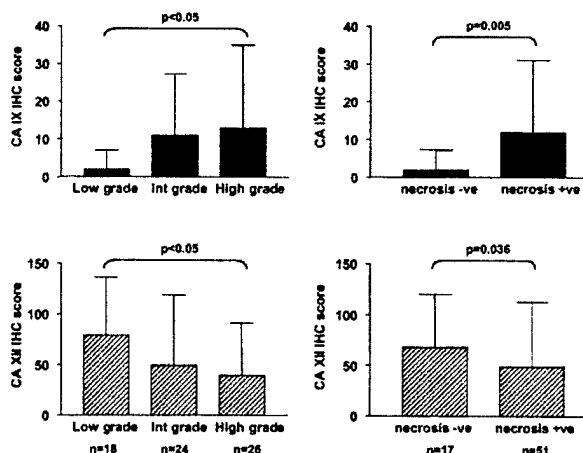 p<0.05
CA IX IHC score
40
30
20
10
0
Low grade Int grade High grade
p=0.005
CA IX IHC score
40
30
20
10
0
necrosis -ve necrosis +ve
p<0.05
CA XII IHC score
150
100
50
0
Low grade Int grade High grade
n=18 n=24 n=26
p=0.036
CA XII IHC score
150
100
50
0
necrosis -ve necrosis +ve
n=17 n=51